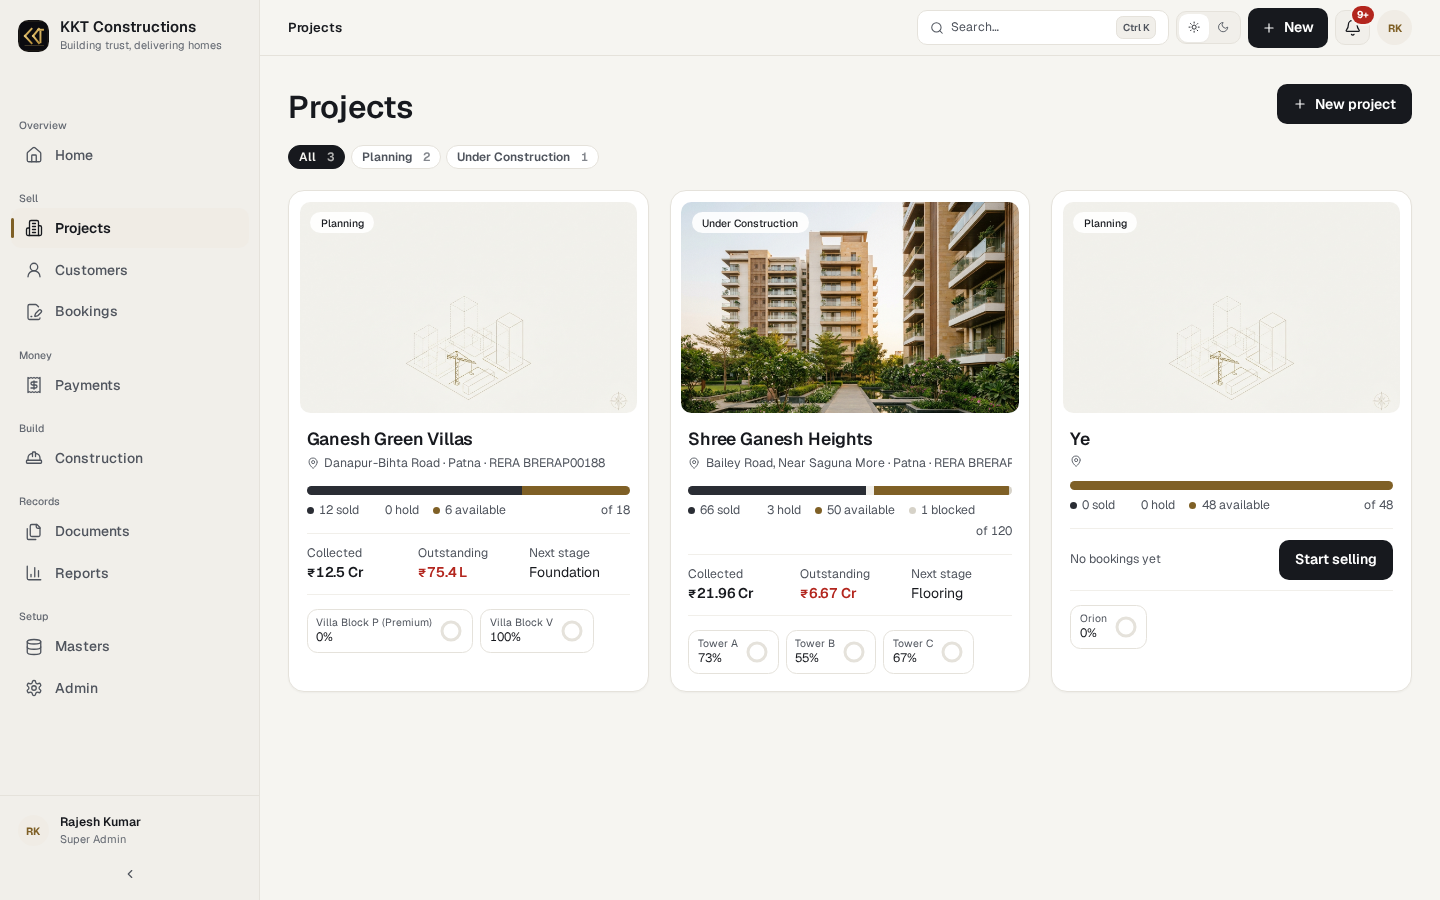 KKT Constructions
Building trust, delivering homes
Overview
Home
Sell
Projects
Customers
Bookings
Money
Payments
Build
Construction
Records
Documents
Reports
Setup
Masters
Admin
RK
Rajesh Kumar
Super Admin
Projects
Search...
Ctrl K
New
9+
RK
Projects
New project
All 3
Planning 2
Under Construction 1
Planning
Ganesh Green Villas
Danapur-Bihta Road · Patna · RERA BRERAP00188
12 sold 0 hold 6 available of 18
Collected Outstanding Next stage
₹12.5 Cr ₹75.4 L Foundation
Villa Block P (Premium)
0%
Villa Block V
100%
Under Construction
Shree Ganesh Heights
Bailey Road, Near Saguna More · Patna · RERA BRERAP
66 sold 3 hold 50 available 1 blocked
of 120
Collected Outstanding Next stage
₹21.96 Cr ₹6.67 Cr Flooring
Tower A
73%
Tower B
55%
Tower C
67%
Planning
Ye
0 sold 0 hold 48 available of 48
No bookings yet
Start selling
Orion
0%